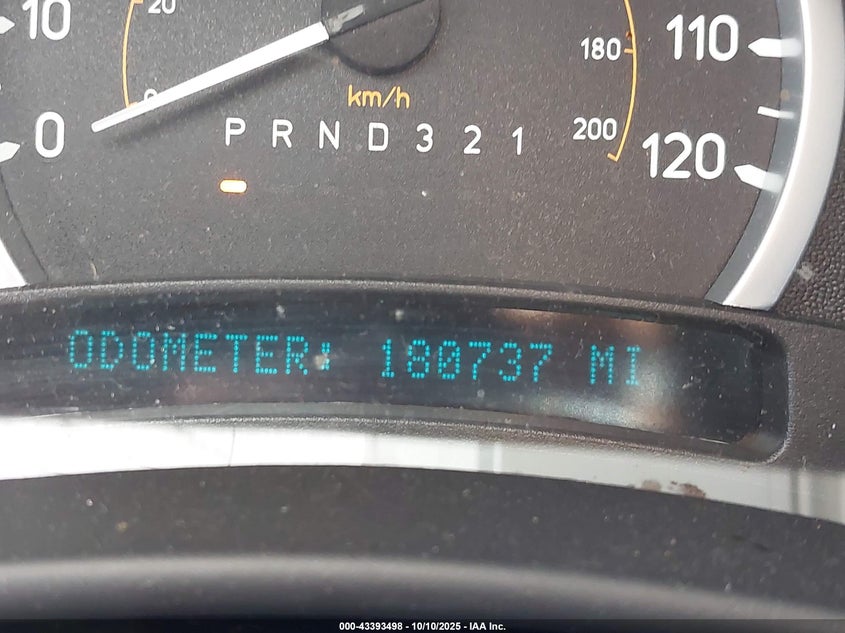 10 20 180 110
km/h
0 0 P R N D 3 2 1 200 120
ODOMETER: 180737 MI
000-43393498 - 10/10/2025 - IAA Inc.